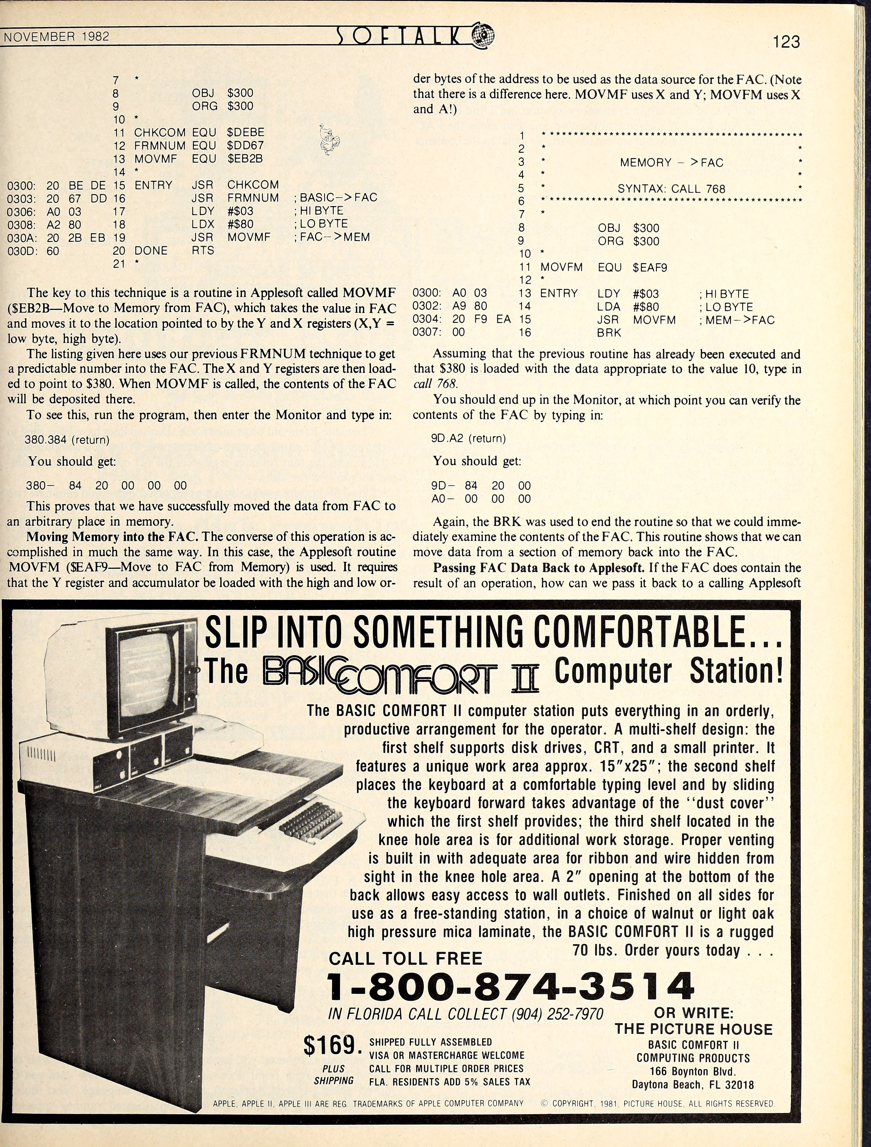 NOVEMBER 1982
SOFTALK
123
7 *
8 OBJ $300
9 ORG $300
10 *
11 CHKCOM EQU $DEBE
12 FRMNUM EQU $DD67
13 MOVMF EQU $EB2B
14 *
0300: 20 BE DE 15 ENTRY JSR CHKCOM
0303: 20 67 DD 16 JSR FRMNUM ; BASIC->FAC
0306: A0 03 17 LDY #$03 ; HI BYTE
0308: A2 80 18 LDX #$80 ; LO BYTE
030A: 20 2B EB 19 JSR MOVMF ; FAC->MEM
030D: 60 20 DONE RTS
21 *
The key to this technique is a routine in Applesoft called MOVMF
($EB2B—Move to Memory from FAC), which takes the value in FAC
and moves it to the location pointed to by the Y and X registers (X,Y =
low byte, high byte).
The listing given here uses our previous FRMNUM technique to get
a predictable number into the FAC. The X and Y registers are then load-
ed to point to $380. When MOVMF is called, the contents of the FAC
will be deposited there.
To see this, run the program, then enter the Monitor and type in:
380.384 (return)
You should get:
380- 84 20 00 00 00
This proves that we have successfully moved the data from FAC to
an arbitrary place in memory.
Moving Memory into the FAC. The converse of this operation is ac-
complished in much the same way. In this case, the Applesoft routine
MOVFM ($EAF9—Move to FAC from Memory) is used. It requires
that the Y register and accumulator be loaded with the high and low or-
der bytes of the address to be used as the data source for the FAC. (Note
that there is a difference here. MOVMF uses X and Y; MOVFM uses X
and A!)
1 *******************************************
2 * *
3 * MEMORY - > FAC *
4 * *
5 * SYNTAX: CALL 768 *
6 *******************************************
7 *
8 OBJ $300
9 ORG $300
10 *
11 MOVFM EQU $EAF9
12 *
0300: A0 03 13 ENTRY LDY #$03 ; HI BYTE
0302: A9 80 14 LDA #$80 ; LO BYTE
0304: 20 F9 EA 15 JSR MOVFM ; MEM->FAC
0307: 00 16 BRK
Assuming that the previous routine has already been executed and
that $380 is loaded with the data appropriate to the value 10, type in
call 768.
You should end up in the Monitor, at which point you can verify the
contents of the FAC by typing in:
9D.A2 (return)
You should get:
9D- 84 20 00
A0- 00 00 00
Again, the BRK was used to end the routine so that we could imme-
diately examine the contents of the FAC. This routine shows that we can
move data from a section of memory back into the FAC.
Passing FAC Data Back to Applesoft. If the FAC does contain the
result of an operation, how can we pass it back to a calling Applesoft
SLIP INTO SOMETHING COMFORTABLE...
The BASIC COMFORT II Computer Station!
The BASIC COMFORT II computer station puts everything in an orderly,
productive arrangement for the operator. A multi-shelf design: the
first shelf supports disk drives, CRT, and a small printer. It
features a unique work area approx. 15″x25″; the second shelf
places the keyboard at a comfortable typing level and by sliding
the keyboard forward takes advantage of the ‘‘dust cover’’
which the first shelf provides; the third shelf located in the
knee hole area is for additional work storage. Proper venting
is built in with adequate area for ribbon and wire hidden from
sight in the knee hole area. A 2″ opening at the bottom of the
back allows easy access to wall outlets. Finished on all sides for
use as a free-standing station, in a choice of walnut or light oak
high pressure mica laminate, the BASIC COMFORT II is a rugged
70 lbs. Order yours today . . .
CALL TOLL FREE
1-800-874-3514
IN FLORIDA CALL COLLECT (904) 252-7970
$169.
PLUS
SHIPPING
SHIPPED FULLY ASSEMBLED
VISA OR MASTERCHARGE WELCOME
CALL FOR MULTIPLE ORDER PRICES
FLA. RESIDENTS ADD 5% SALES TAX
OR WRITE:
THE PICTURE HOUSE
BASIC COMFORT II
COMPUTING PRODUCTS
166 Boynton Blvd.
Daytona Beach, FL 32018
APPLE, APPLE II, APPLE III ARE REG. TRADEMARKS OF APPLE COMPUTER COMPANY © COPYRIGHT, 1981, PICTURE HOUSE, ALL RIGHTS RESERVED.